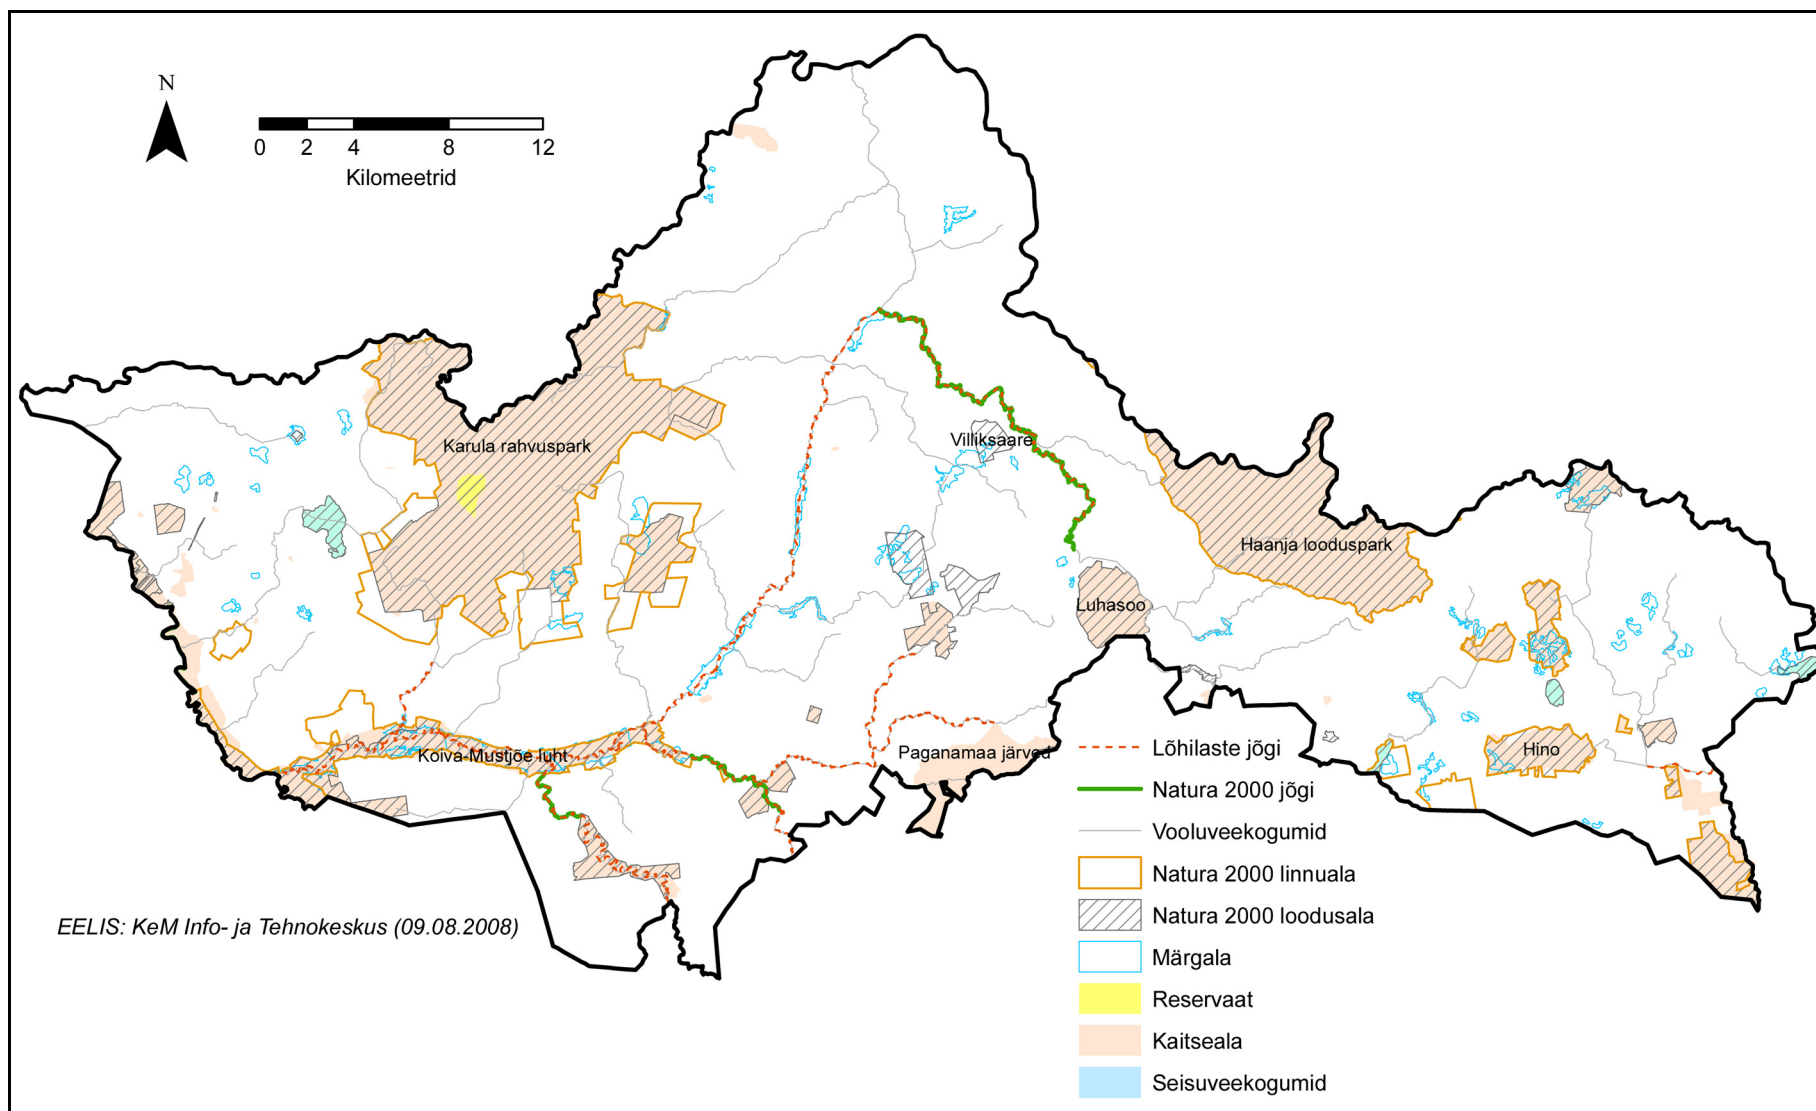 N
0 2 4 8 12
Kilomeetrid
Karula rahvuspark
Villiksaare
Haanja looduspark
Luhasoo
Koiva-Mustjõe luht
Paganamaa järved
Hino
Lõhilaste jõgi
Natura 2000 jõgi
Vooluveekogumid
Natura 2000 linnuala
Natura 2000 loodusala
Märgala
Reservaat
Kaitseala
Seisuveekogumid
EELIS: KeM Info- ja Tehnokeskus (09.08.2008)